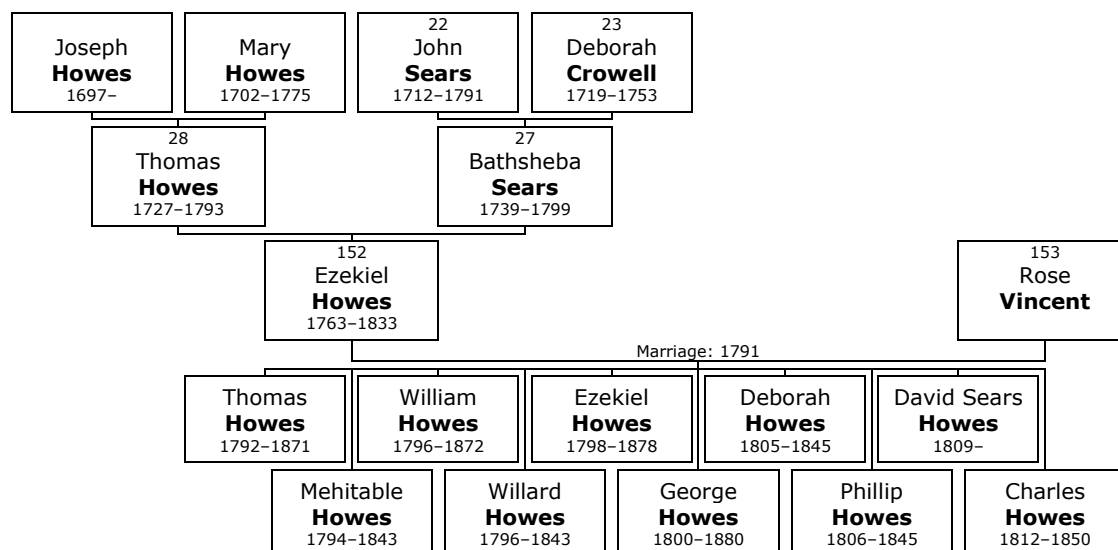 Joseph
Howes
1697–
Mary
Howes
1702–1775
22
John
Sears
1712–1791
23
Deborah
Crowell
1719–1753
28
Thomas
Howes
1727–1793
27
Bathsheba
Sears
1739–1799
152
Ezekiel
Howes
1763–1833
153
Rose
Vincent
Marriage: 1791
Thomas
Howes
1792–1871
William
Howes
1796–1872
Ezekiel
Howes
1798–1878
Deborah
Howes
1805–1845
David Sears
Howes
1809–
Mehitable
Howes
1794–1843
Willard
Howes
1796–1843
George
Howes
1800–1880
Phillip
Howes
1806–1845
Charles
Howes
1812–1850